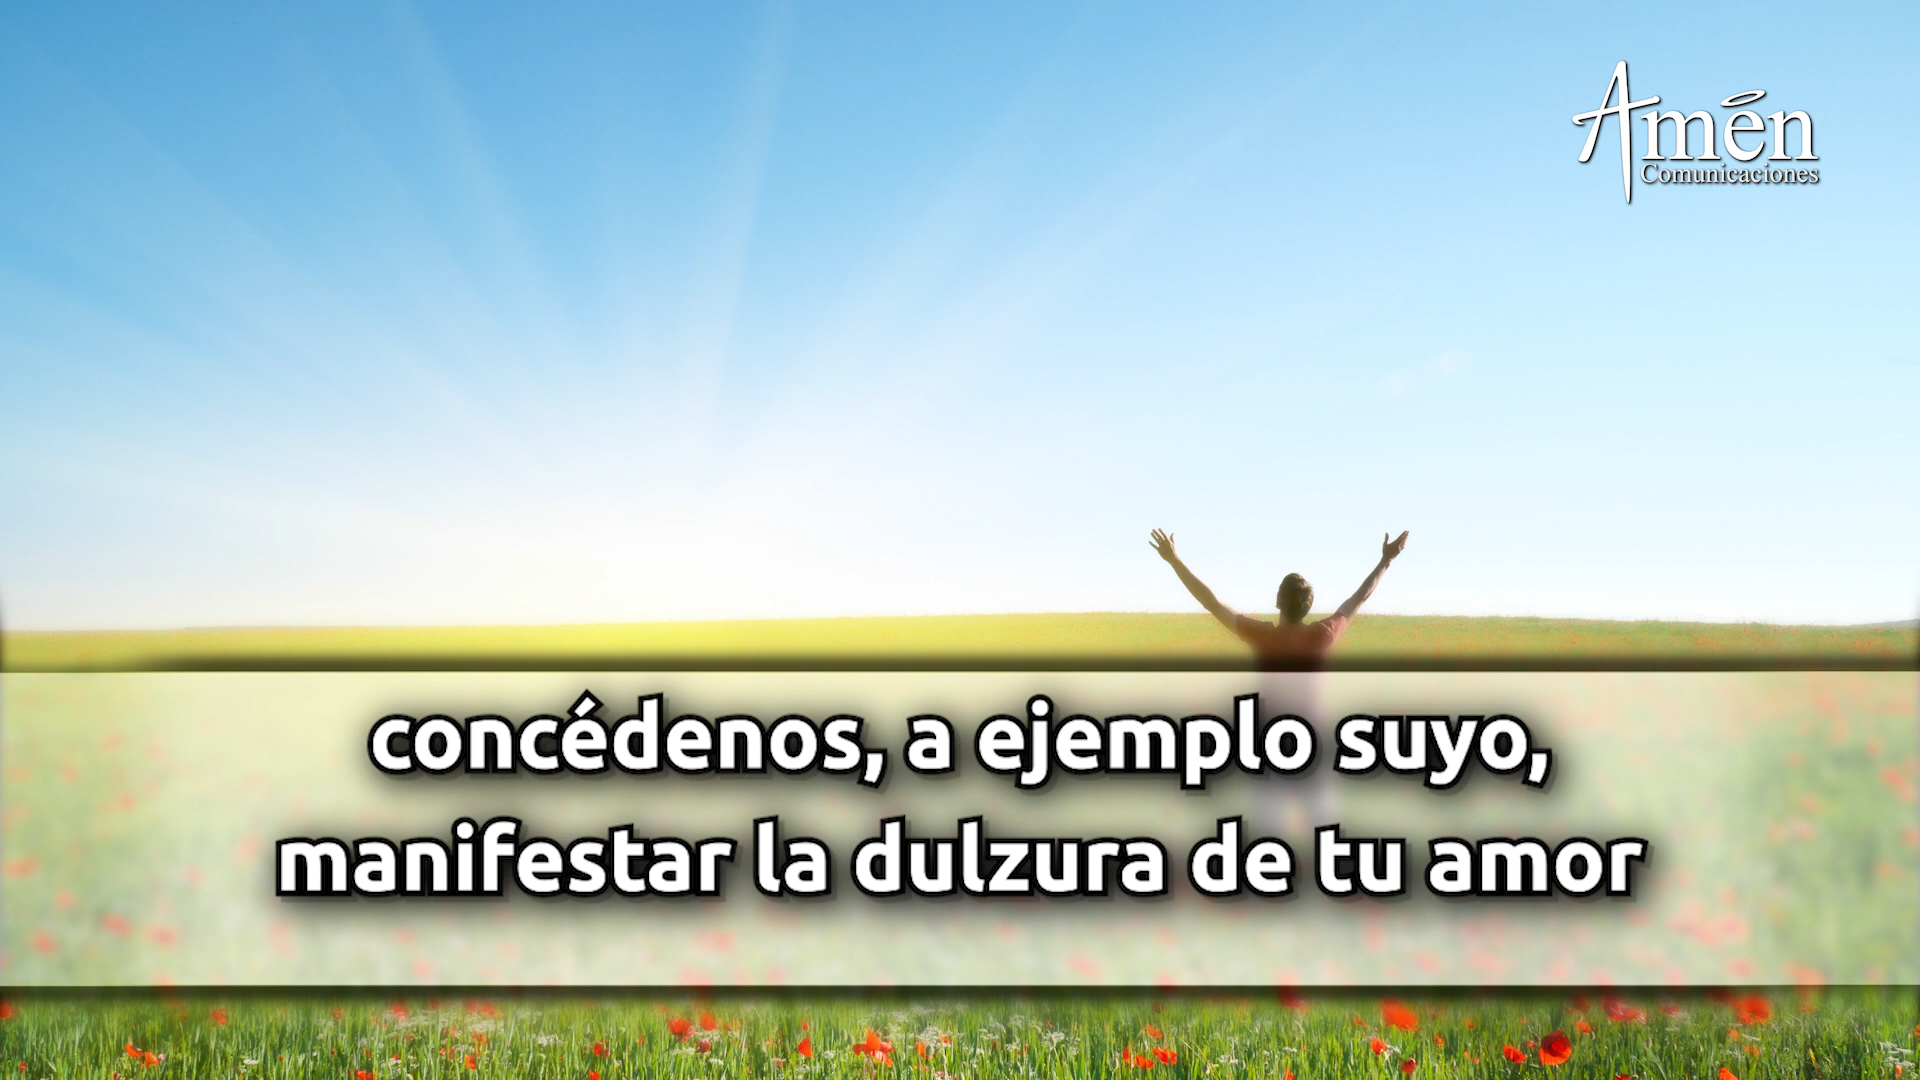 Amén
Comunicaciones
concédenos, a ejemplo suyo,
manifestar la dulzura de tu amor